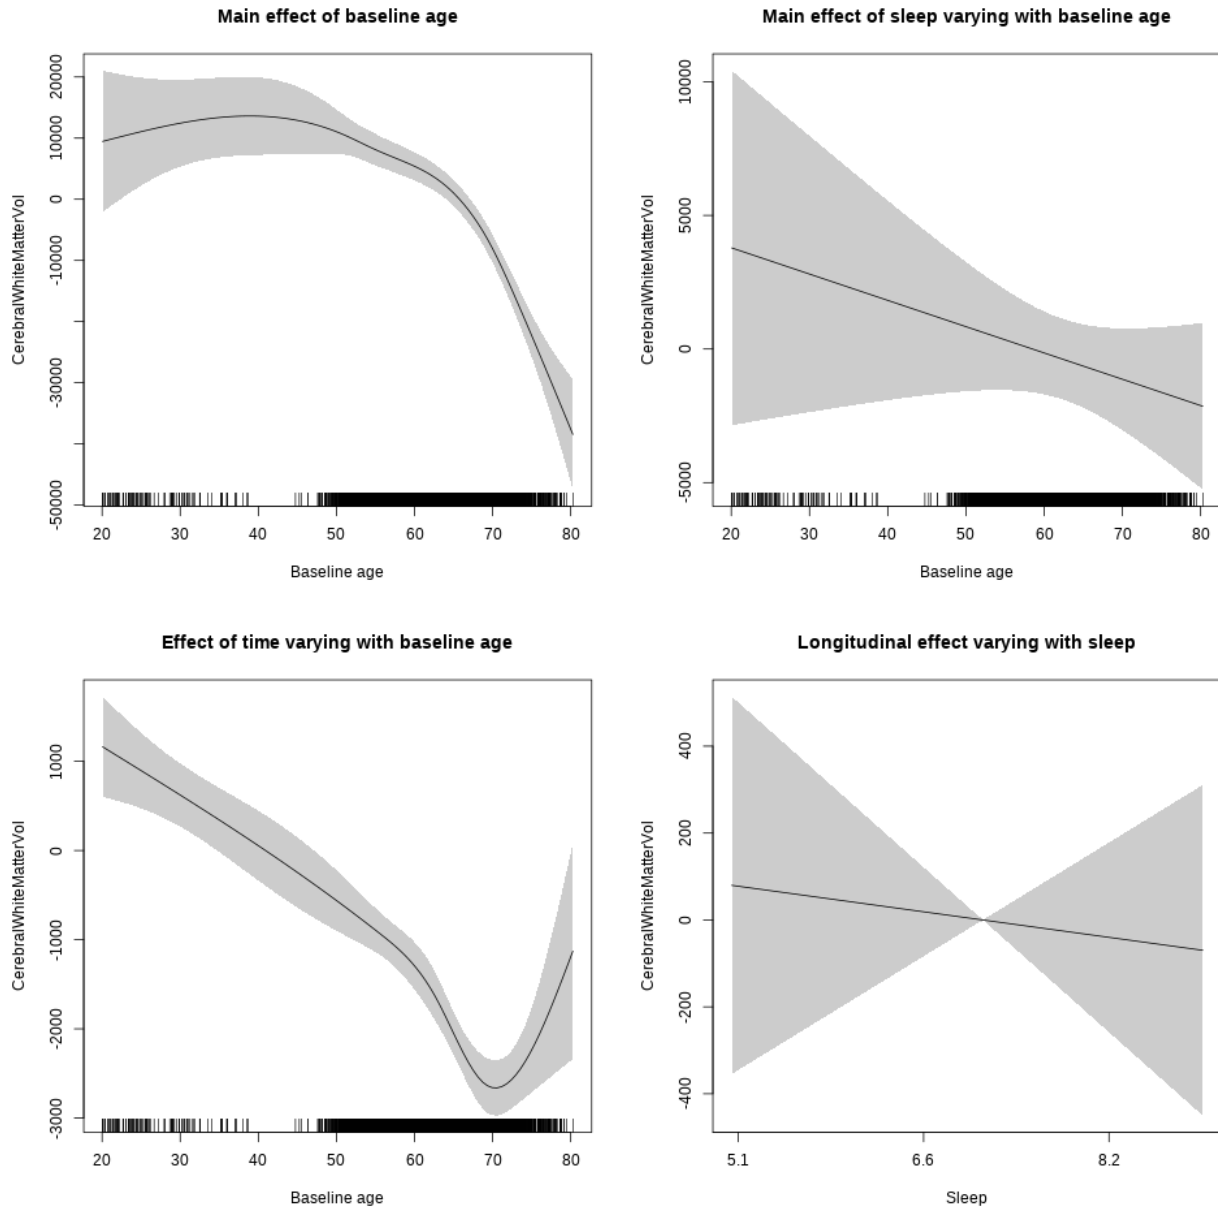 Main effect of baseline age
CerebralWhiteMatterVol
20000
10000
0
-10000
-30000
-50000
20 30 40 50 60 70 80
Baseline age
Main effect of sleep varying with baseline age
CerebralWhiteMatterVol
10000
5000
0
-5000
20 30 40 50 60 70 80
Baseline age
Effect of time varying with baseline age
CerebralWhiteMatterVol
1000
0
-1000
-2000
-3000
20 30 40 50 60 70 80
Baseline age
Longitudinal effect varying with sleep
CerebralWhiteMatterVol
400
200
0
-200
-400
5.1 6.6 8.2
Sleep